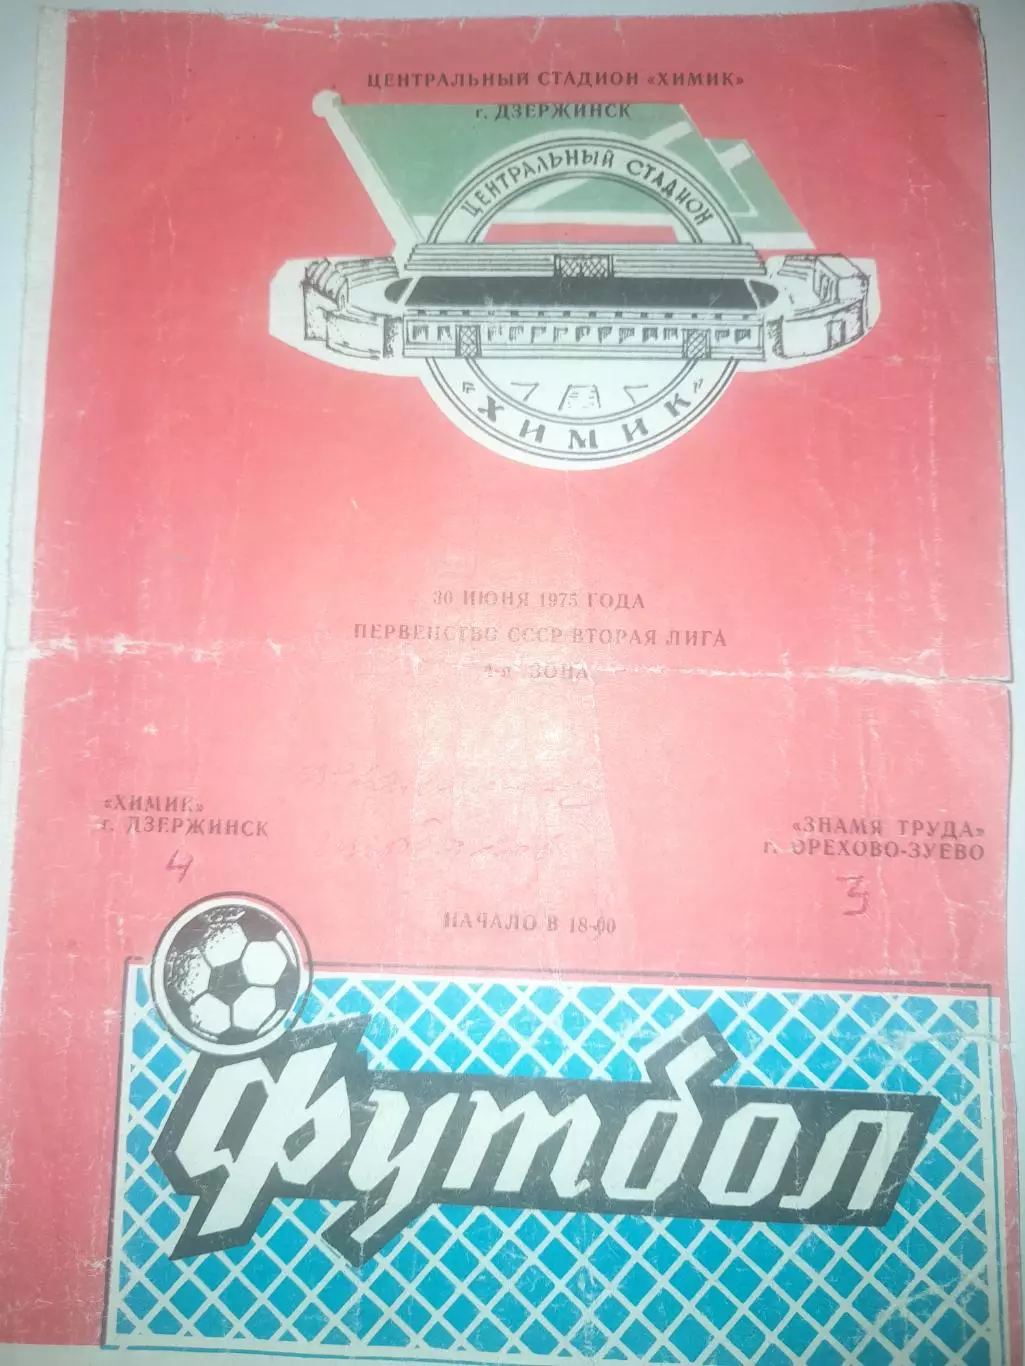 ЦЕНТРАЛЬНЫЙ СТАДИОН «ХИМИК»
г. ДЗЕРЖИНСК
ЦЕНТРАЛЬНЫЙ СТАДИОН
«ХИМИК»
30 ИЮНЯ 1975 ГОДА
ПЕРВЕНСТВО СССР ВТОРАЯ ЛИГА
4-я ЗОНА
«ХИМИК»
г. ДЗЕРЖИНСК
4
«ЗНАМЯ ТРУДА»
г. ОРЕХОВО-ЗУЕВО
3
НАЧАЛО В 18-00
Футбол